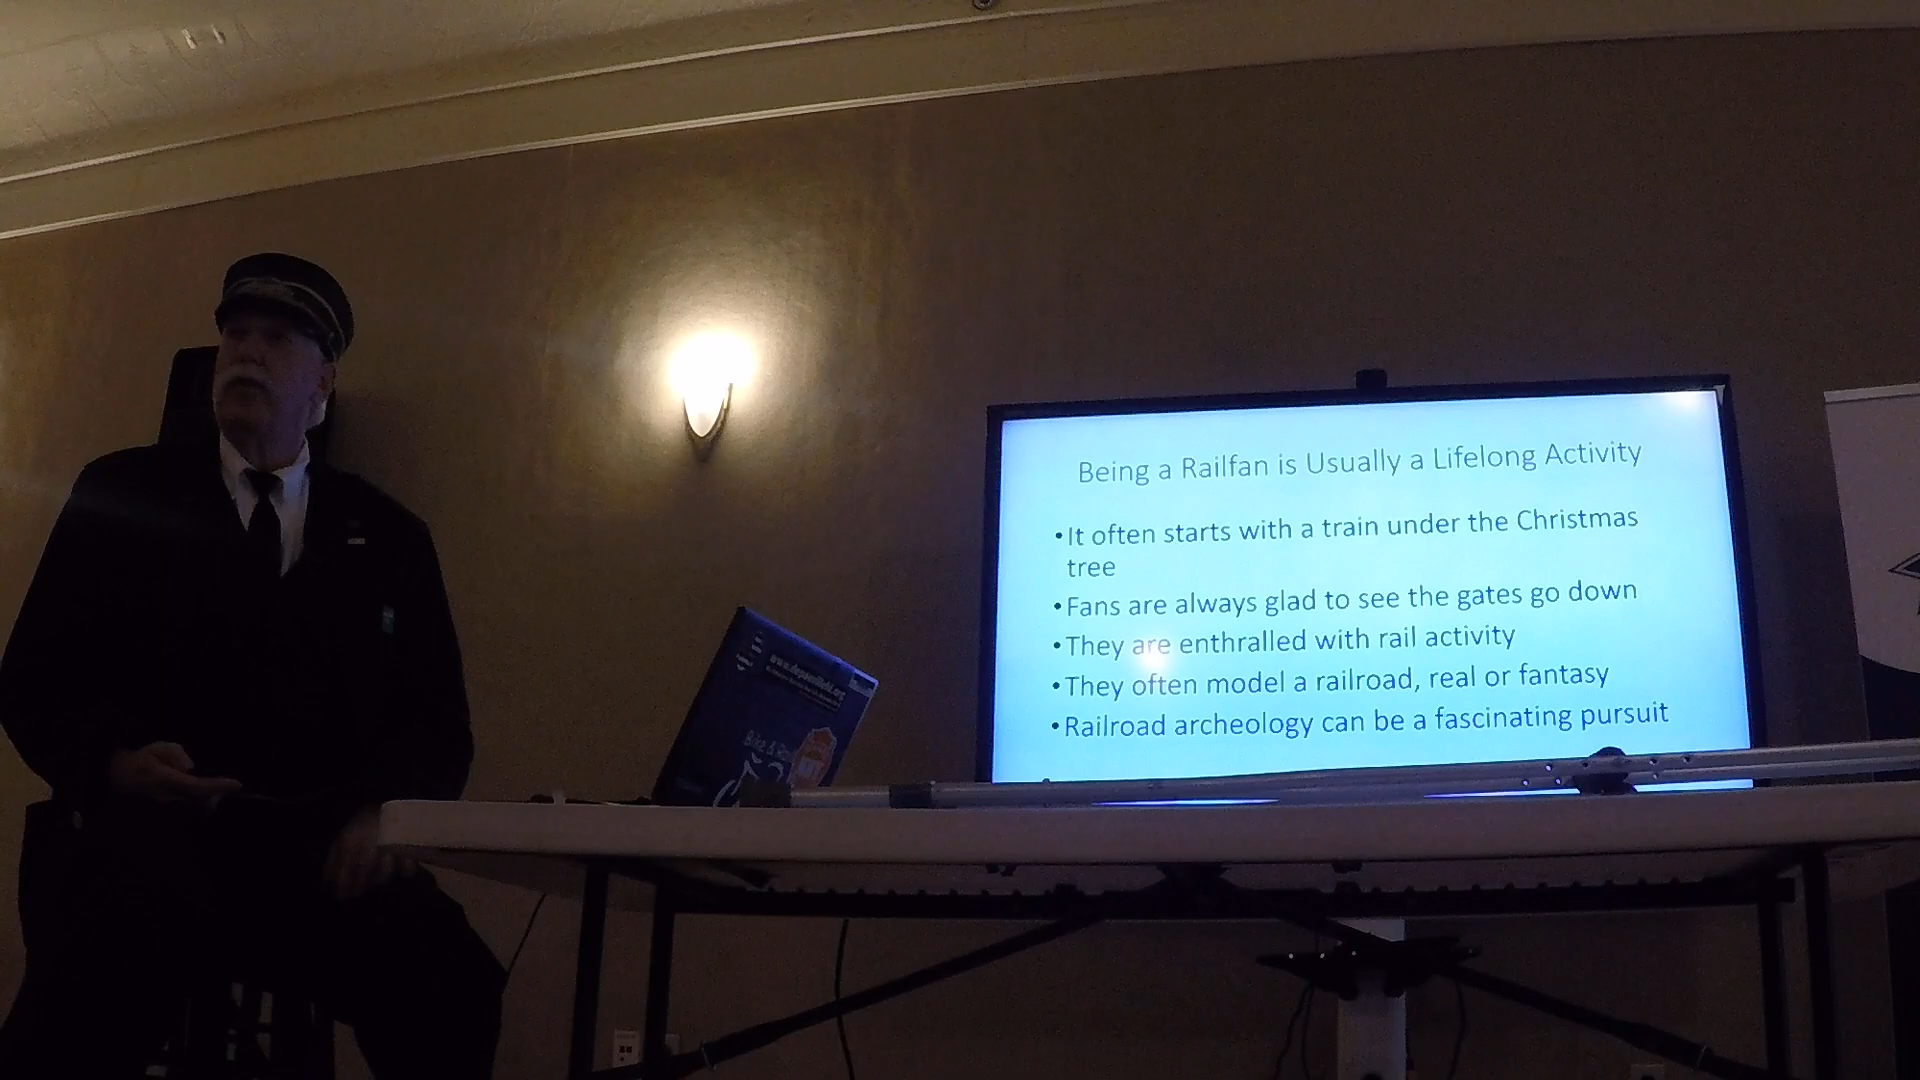 Being a Railfan is Usually a Lifelong Activity
•It often starts with a train under the Christmas
tree
•Fans are always glad to see the gates go down
•They are enthralled with rail activity
•They often model a railroad, real or fantasy
•Railroad archeology can be a fascinating pursuit
Bike &